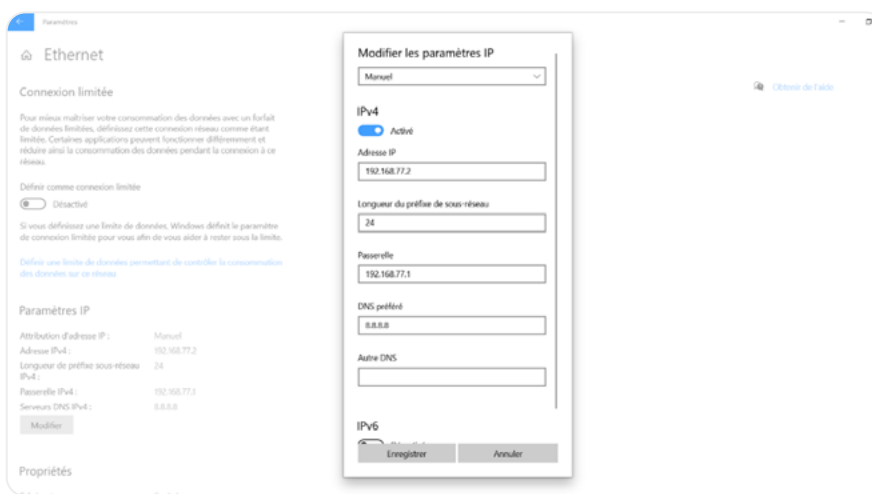 Paramètres
Ethernet
Connexion limitée
Pour mieux maîtriser votre consommation des données avec un forfait
de données limitées, définissez cette connexion réseau comme étant
limitée. Certaines applications peuvent fonctionner différemment et
réduire ainsi la consommation des données pendant la connexion à ce
réseau.
Définir comme connexion limitée
Désactivé
Si vous définissez une limite de données, Windows définit le paramètre
de connexion limitée pour vous afin de vous aider à rester sous la limite.
Définir une limite de données permettant de contrôler la consommation
des données sur ce réseau
Paramètres IP
Attribution d'adresse IP : Manuel
Adresse IPv4 : 192.168.77.2
Longueur de préfixe sous-réseau 24
IPv4 :
Passerelle IPv4 : 192.168.77.1
Serveurs DNS IPv4 : 8.8.8.8
Modifier
Propriétés
Modifier les paramètres IP
Manuel
IPv4
Activé
Adresse IP
192.168.77.2
Longueur du préfixe de sous-réseau
24
Passerelle
192.168.77.1
DNS préféré
8.8.8.8
Autre DNS
IPv6
Enregistrer Annuler
Obtenir de l'aide